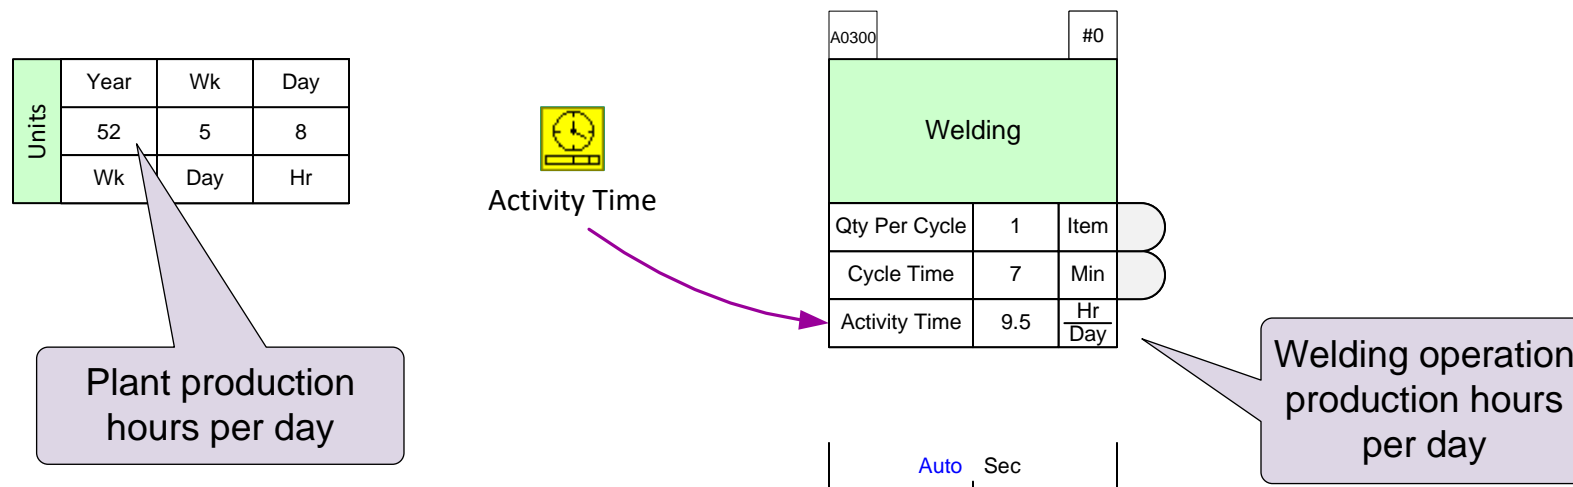 A0300 #0
Units
Year Wk Day
52 5 8
Wk Day Hr
Activity Time
Welding
Qty Per Cycle 1 Item
Cycle Time 7 Min
Activity Time 9.5 Hr
Day
Plant production
hours per day
Welding operation
production hours
per day
Auto Sec